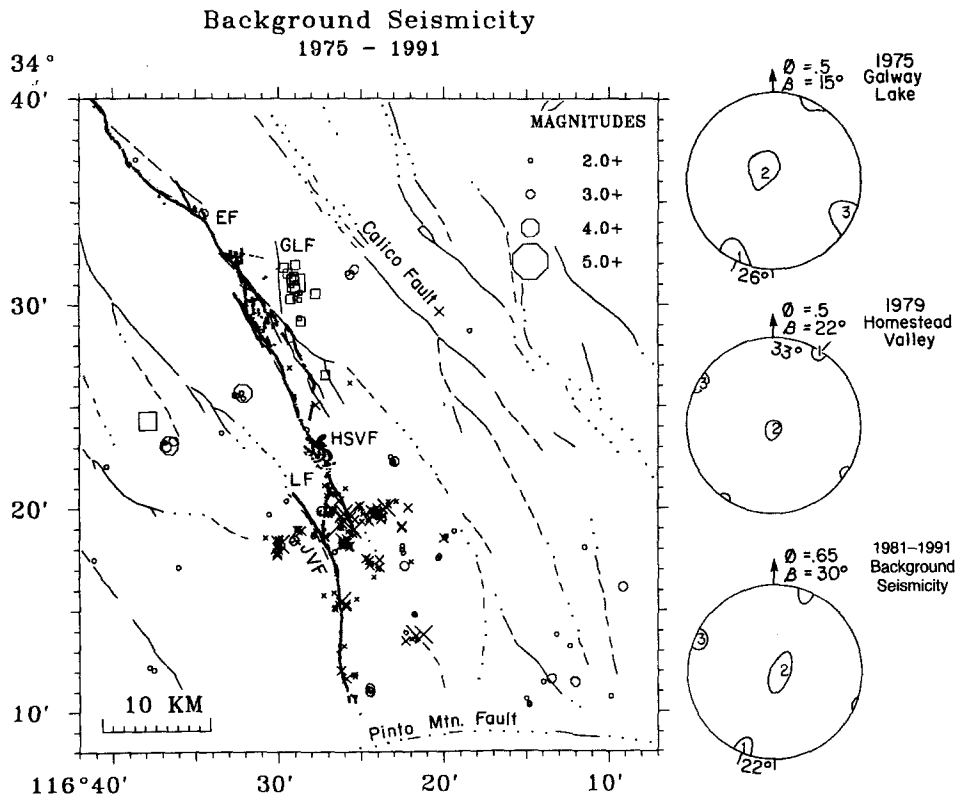 Background Seismicity
1975 - 1991
34°
40'
30'
20'
10'
116°40'
30'
20'
10'
MAGNITUDES
2.0+
3.0+
4.0+
5.0+
EF
GLF
Calico Fault
HSVF
LF
JVF
10 KM
Pinto Mtn. Fault
Ø = .5
β = 15°
1975
Galway
Lake
2
3
1
26°
Ø = .5
β = 22°
1979
Homestead
Valley
33°
1
3
2
Ø = .65
β = 30°
1981–1991
Background
Seismicity
3
2
1
22°